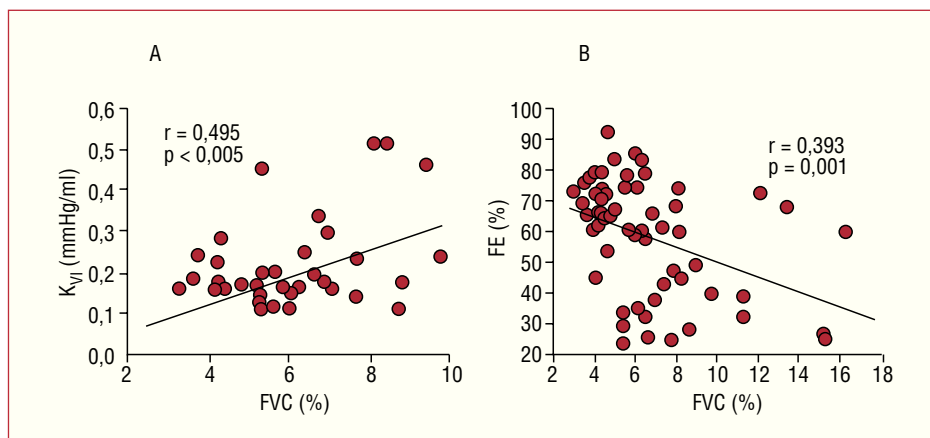 A
K_VI (mmHg/ml)
0,6
0,5
0,4
0,3
0,2
0,1
0,0
r = 0,495
p < 0,005
2 4 6 8 10
FVC (%)
B
FE (%)
100
90
80
70
60
50
40
30
20
r = 0,393
p = 0,001
2 4 6 8 10 12 14 16 18
FVC (%)